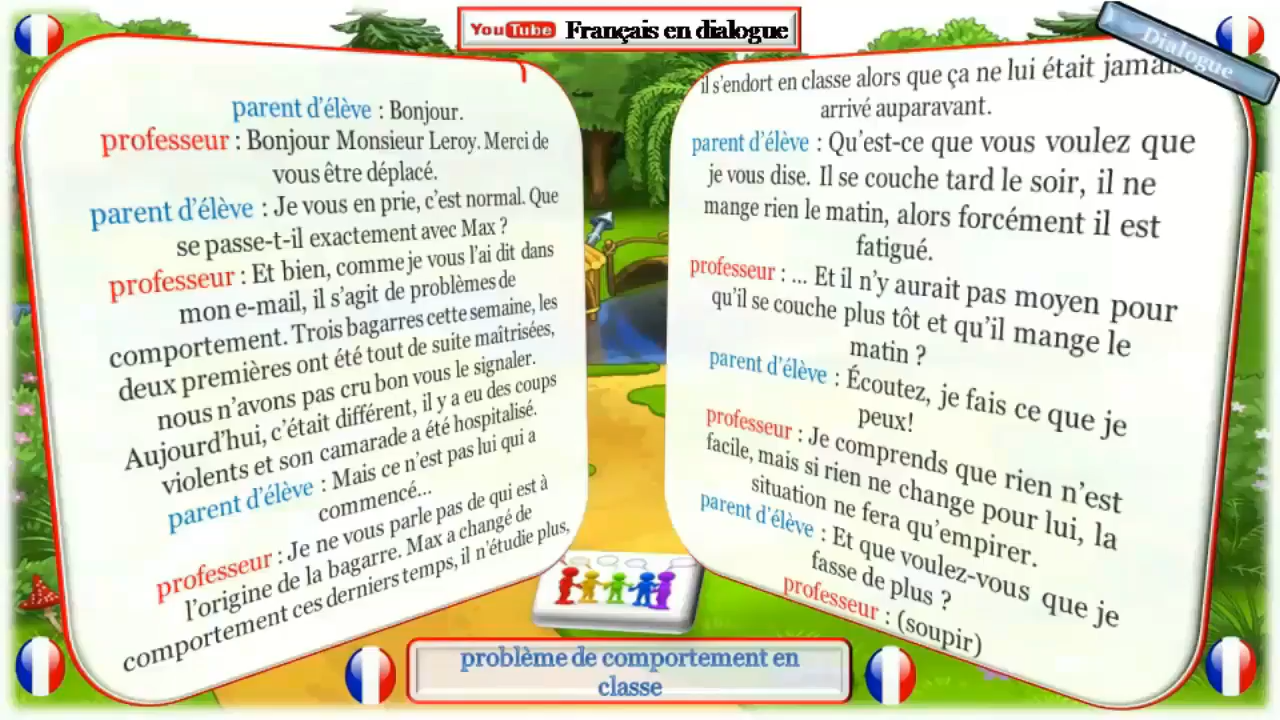 YouTube Français en dialogue
Dialogue
parent d'élève : Bonjour.
professeur : Bonjour Monsieur Leroy. Merci de
vous être déplacé.
parent d'élève : Je vous en prie, c'est normal. Que
se passe-t-il exactement avec Max ?
professeur : Et bien, comme je vous l'ai dit dans
mon e-mail, il s'agit de problèmes de
comportement. Trois bagarres cette semaine, les
deux premières ont été tout de suite maîtrisées,
nous n'avons pas cru bon vous le signaler.
Aujourd'hui, c'était différent, il y a eu des coups
violents et son camarade a été hospitalisé.
parent d'élève : Mais ce n'est pas lui qui a
commencé...
professeur : Je ne vous parle pas de qui est à
l'origine de la bagarre. Max a changé de
comportement ces derniers temps, il n'étudie plus,
il s'endort en classe alors que ça ne lui était jamais
arrivé auparavant.
parent d'élève : Qu'est-ce que vous voulez que
je vous dise. Il se couche tard le soir, il ne
mange rien le matin, alors forcément il est
fatigué.
professeur : ... Et il n'y aurait pas moyen pour
qu'il se couche plus tôt et qu'il mange le
matin ?
parent d'élève : Écoutez, je fais ce que je
peux!
professeur : Je comprends que rien n'est
facile, mais si rien ne change pour lui, la
situation ne fera qu'empirer.
parent d'élève : Et que voulez-vous que je
fasse de plus ?
professeur : (soupir)
problème de comportement en
classe